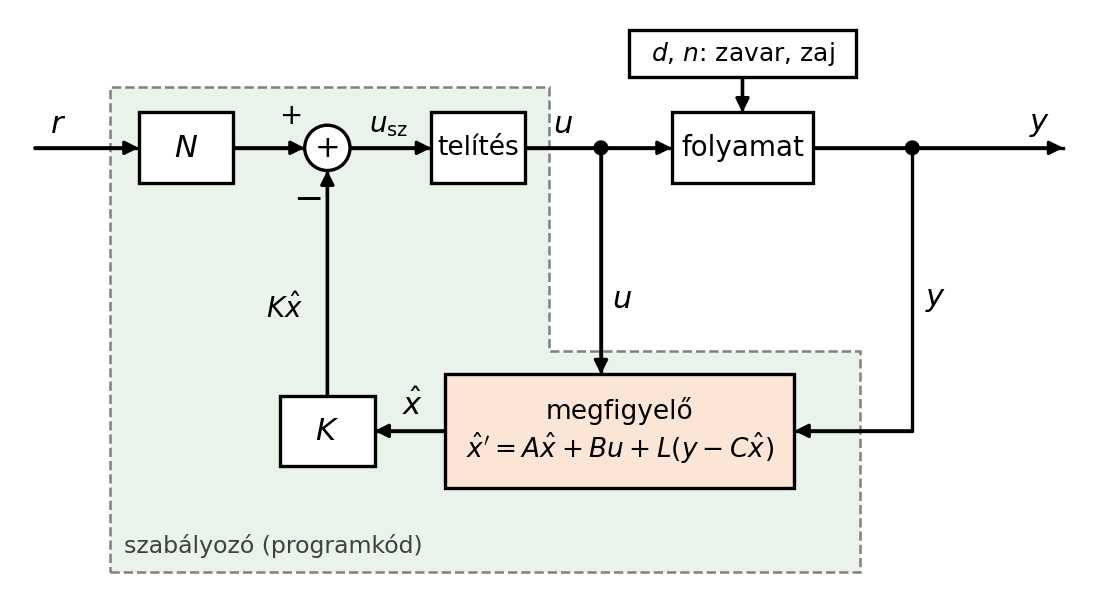 d, n: zavar, zaj
r
N
+
+
u_sz
telítés
u
folyamat
y
−
Kx̂
u
y
K
x̂
megfigyelő
x̂′ = Ax̂ + Bu + L(y − Cx̂)
szabályozó (programkód)